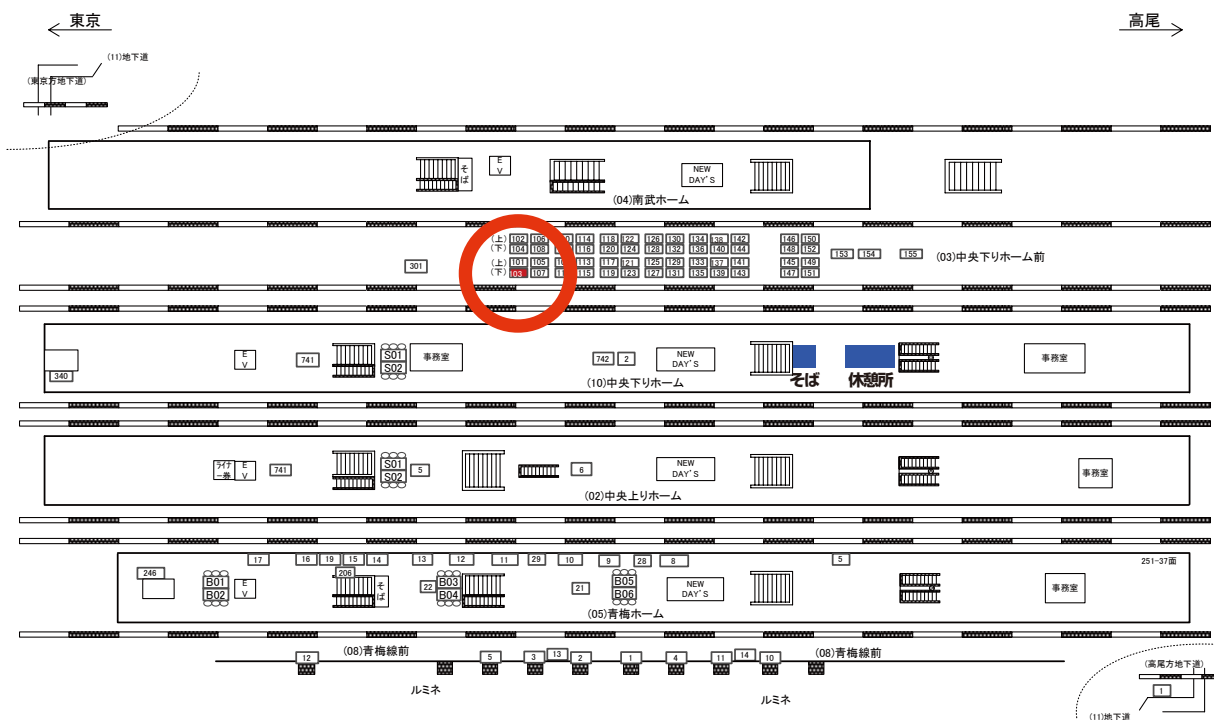 東京
高尾
(11)地下道
(東京方地下道)
そば
EV
NEW DAY'S
(04)南武ホーム
(上) 102 106 114 118 122 126 130 134 138 142 146 150
(下) 104 108 116 120 124 128 132 136 140 144 148 152
153 154 155
(03)中央下りホーム前
301
(上) 101 105 113 117 121 125 129 133 137 141 145 149
(下) 103 107 115 119 123 127 131 135 139 143 147 151
340
EV
741
S01
S02
事務室
742 2
NEW DAY'S
そば
休憩所
事務室
(10)中央下りホーム
ライナー券
EV
741
S01
S02
5
6
NEW DAY'S
事務室
(02)中央上りホーム
17 16 19 15 14 13 12 11 29 10 9 28 8 5
251-37面
246
B01
B02
EV
206
そば
22
B03
B04
21
B05
B06
NEW DAY'S
事務室
(05)青梅ホーム
(08)青梅線前
(08)青梅線前
12 5 3 13 2 1 4 11 14 10
ルミネ
ルミネ
(高尾方地下道)
1
(11)地下道